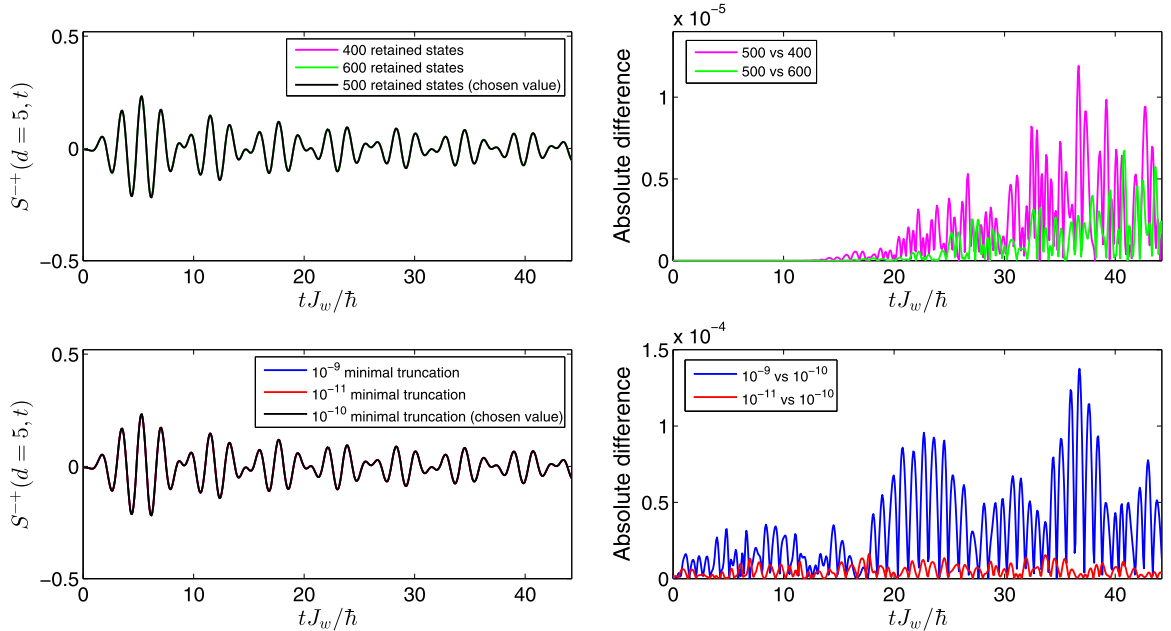 0.5
0
−0.5
S⁻⁺(d = 5, t)
400 retained states
600 retained states
500 retained states (chosen value)
0 10 20 30 40
tJ_w/ħ
x 10⁻⁵
1
0.5
0
Absolute difference
500 vs 400
500 vs 600
0 10 20 30 40
tJ_w/ħ
0.5
0
−0.5
S⁻⁺(d = 5, t)
10⁻⁹ minimal truncation
10⁻¹¹ minimal truncation
10⁻¹⁰ minimal truncation (chosen value)
0 10 20 30 40
tJ_w/ħ
x 10⁻⁴
1.5
1
0.5
0
Absolute difference
10⁻⁹ vs 10⁻¹⁰
10⁻¹¹ vs 10⁻¹⁰
0 10 20 30 40
tJ_w/ħ